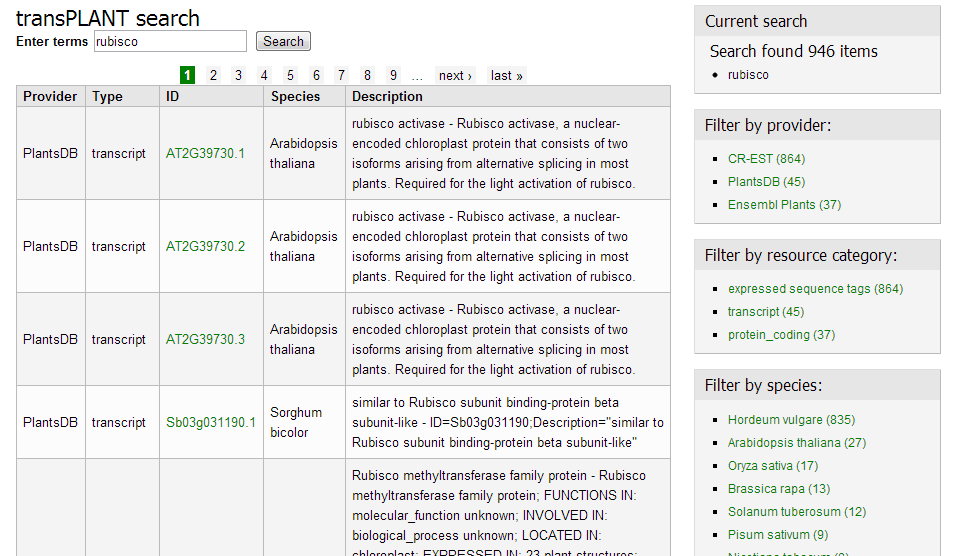 transPLANT search
Enter terms rubisco Search
1 2 3 4 5 6 7 8 9 … next › last »
Provider Type ID Species Description
PlantsDB transcript AT2G39730.1 Arabidopsis thaliana
rubisco activase - Rubisco activase, a nuclear-
encoded chloroplast protein that consists of two
isoforms arising from alternative splicing in most
plants. Required for the light activation of rubisco.
PlantsDB transcript AT2G39730.2 Arabidopsis thaliana
rubisco activase - Rubisco activase, a nuclear-
encoded chloroplast protein that consists of two
isoforms arising from alternative splicing in most
plants. Required for the light activation of rubisco.
PlantsDB transcript AT2G39730.3 Arabidopsis thaliana
rubisco activase - Rubisco activase, a nuclear-
encoded chloroplast protein that consists of two
isoforms arising from alternative splicing in most
plants. Required for the light activation of rubisco.
PlantsDB transcript Sb03g031190.1 Sorghum bicolor
similar to Rubisco subunit binding-protein beta
subunit-like - ID=Sb03g031190;Description="similar to
Rubisco subunit binding-protein beta subunit-like"
Rubisco methyltransferase family protein - Rubisco
methyltransferase family protein; FUNCTIONS IN:
molecular_function unknown; INVOLVED IN:
biological_process unknown; LOCATED IN:
chloroplast; EXPRESSED IN: 23 plant structures;
Current search
Search found 946 items
rubisco
Filter by provider:
CR-EST (864)
PlantsDB (45)
Ensembl Plants (37)
Filter by resource category:
expressed sequence tags (864)
transcript (45)
protein_coding (37)
Filter by species:
Hordeum vulgare (835)
Arabidopsis thaliana (27)
Oryza sativa (17)
Brassica rapa (13)
Solanum tuberosum (12)
Pisum sativum (9)